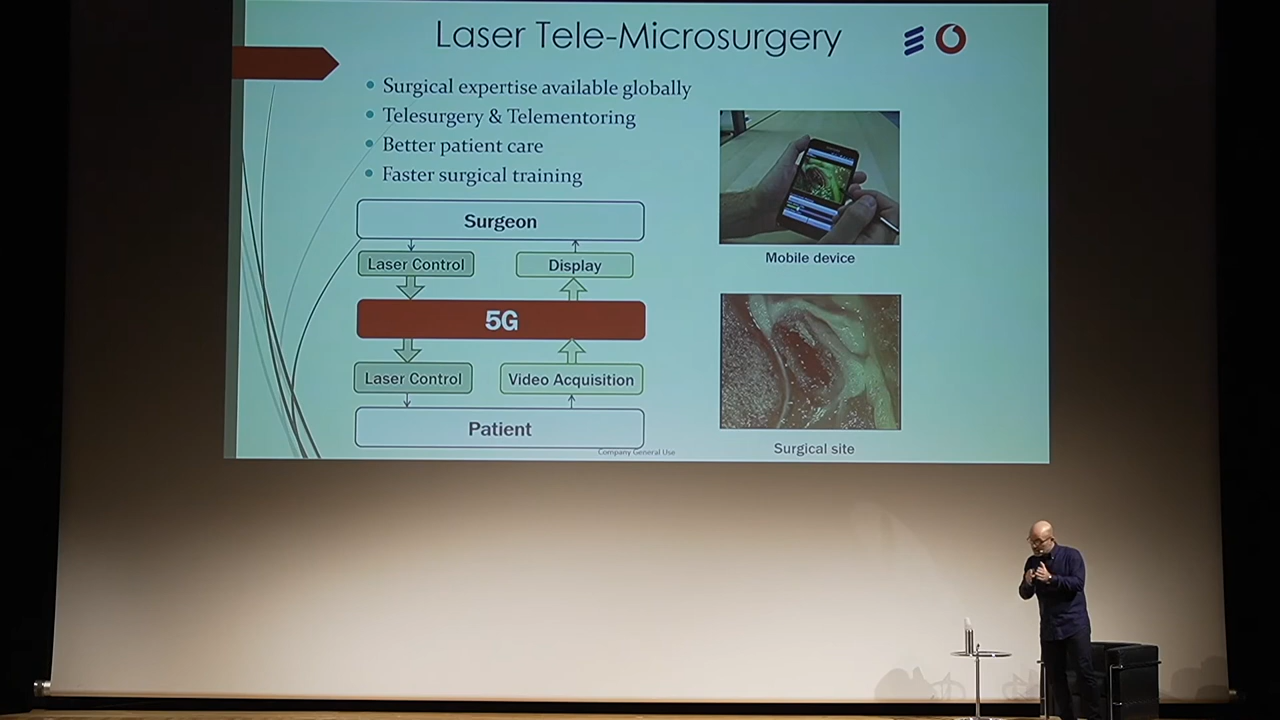 Laser Tele-Microsurgery
Surgical expertise available globally
Telesurgery & Telementoring
Better patient care
Faster surgical training
Surgeon
Laser Control
Display
5G
Laser Control
Video Acquisition
Patient
Company General Use
Mobile device
Surgical site